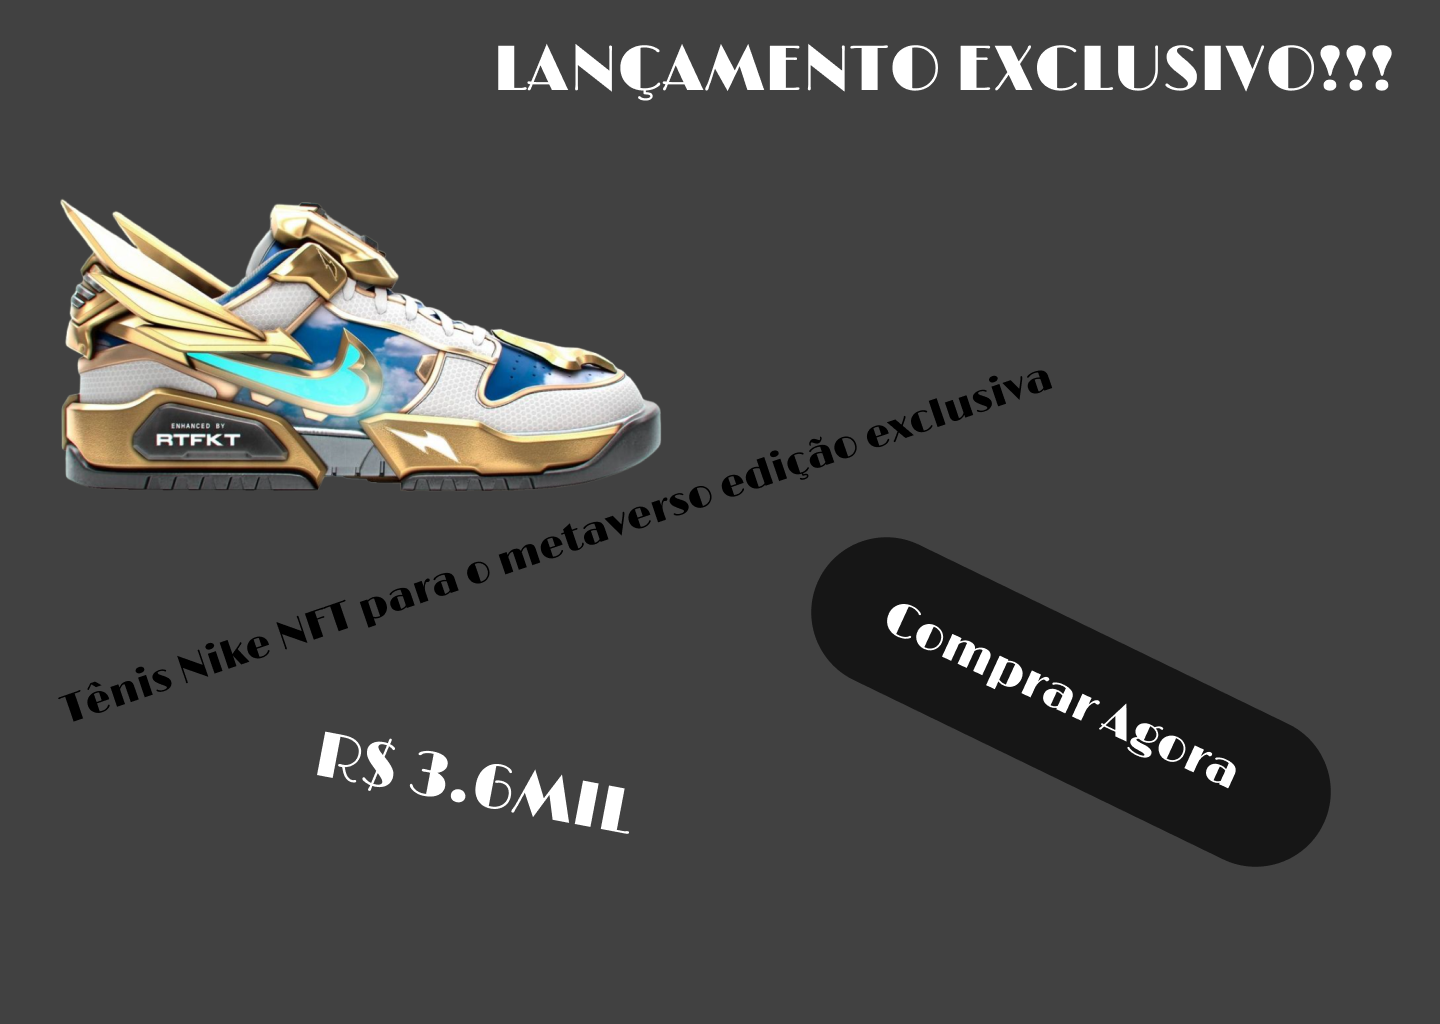 LANÇAMENTO EXCLUSIVO!!!
ENHANCED BY
RTFKT
Tênis Nike NFT para o metaverso edição exclusiva
Comprar Agora
R$ 3.6MIL